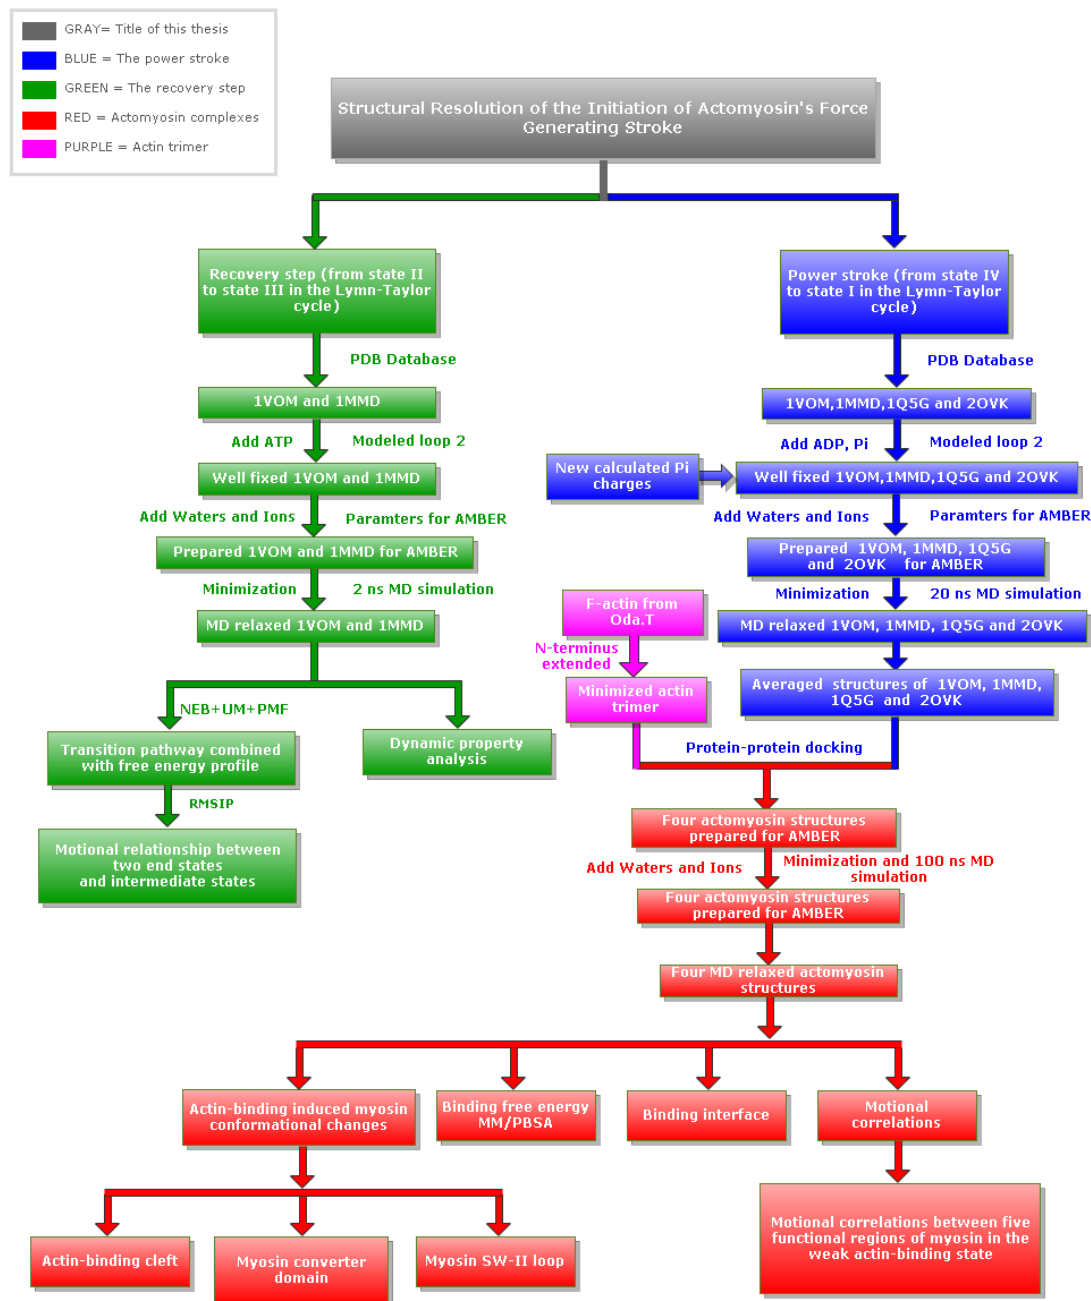 GRAY= Title of this thesis
BLUE = The power stroke
GREEN = The recovery step
RED = Actomyosin complexes
PURPLE = Actin trimer
Structural Resolution of the Initiation of Actomyosin's Force
Generating Stroke
Recovery step (from state II
to state III in the Lymn-Taylor
cycle)
Power stroke (from state IV
to state I in the Lymn-Taylor
cycle)
PDB Database
PDB Database
1VOM and 1MMD
1VOM,1MMD,1Q5G and 2OVK
Add ATP
Modeled loop 2
Add ADP, Pi
Modeled loop 2
New calculated Pi
charges
Well fixed 1VOM and 1MMD
Well fixed 1VOM,1MMD,1Q5G and 2OVK
Add Waters and Ions
Paramters for AMBER
Add Waters and Ions
Paramters for AMBER
Prepared 1VOM and 1MMD for AMBER
Prepared 1VOM, 1MMD, 1Q5G
and 2OVK for AMBER
Minimization
2 ns MD simulation
Minimization
20 ns MD simulation
F-actin from
Oda.T
MD relaxed 1VOM and 1MMD
MD relaxed 1VOM, 1MMD, 1Q5G and 2OVK
N-terminus
extended
Minimized actin
trimer
Averaged structures of 1VOM, 1MMD,
1Q5G and 2OVK
NEB+UM+PMF
Transition pathway combined
with free energy profile
Dynamic property
analysis
Protein-protein docking
RMSIP
Motional relationship between
two end states
and intermediate states
Four actomyosin structures
prepared for AMBER
Add Waters and Ions
Minimization and 100 ns MD
simulation
Four actomyosin structures
prepared for AMBER
Four MD relaxed actomyosin
structures
Actin-binding induced myosin
conformational changes
Binding free energy
MM/PBSA
Binding interface
Motional
correlations
Motional correlations between five
functional regions of myosin in the
weak actin-binding state
Actin-binding cleft
Myosin converter
domain
Myosin SW-II loop